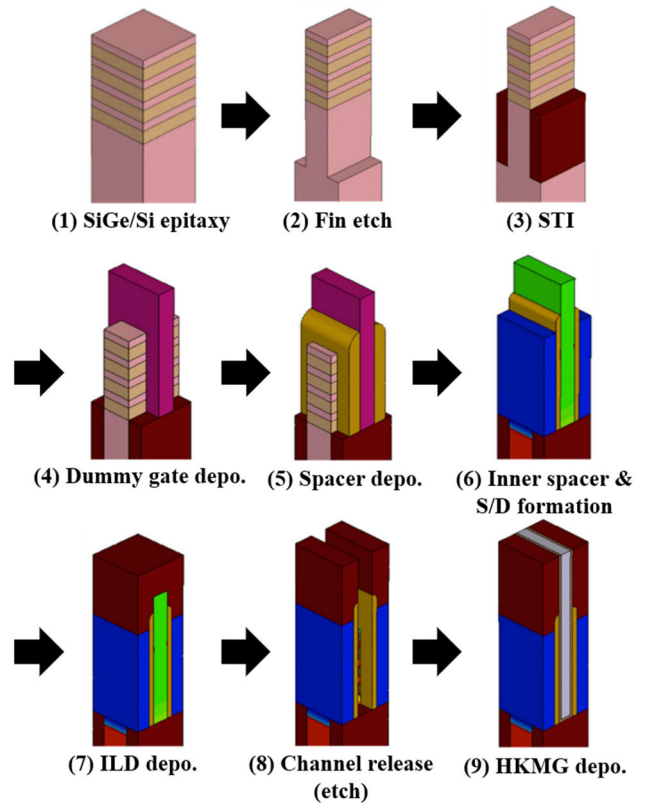 (1) SiGe/Si epitaxy
(2) Fin etch
(3) STI
(4) Dummy gate depo.
(5) Spacer depo.
(6) Inner spacer &
S/D formation
(7) ILD depo.
(8) Channel release
(etch)
(9) HKMG depo.